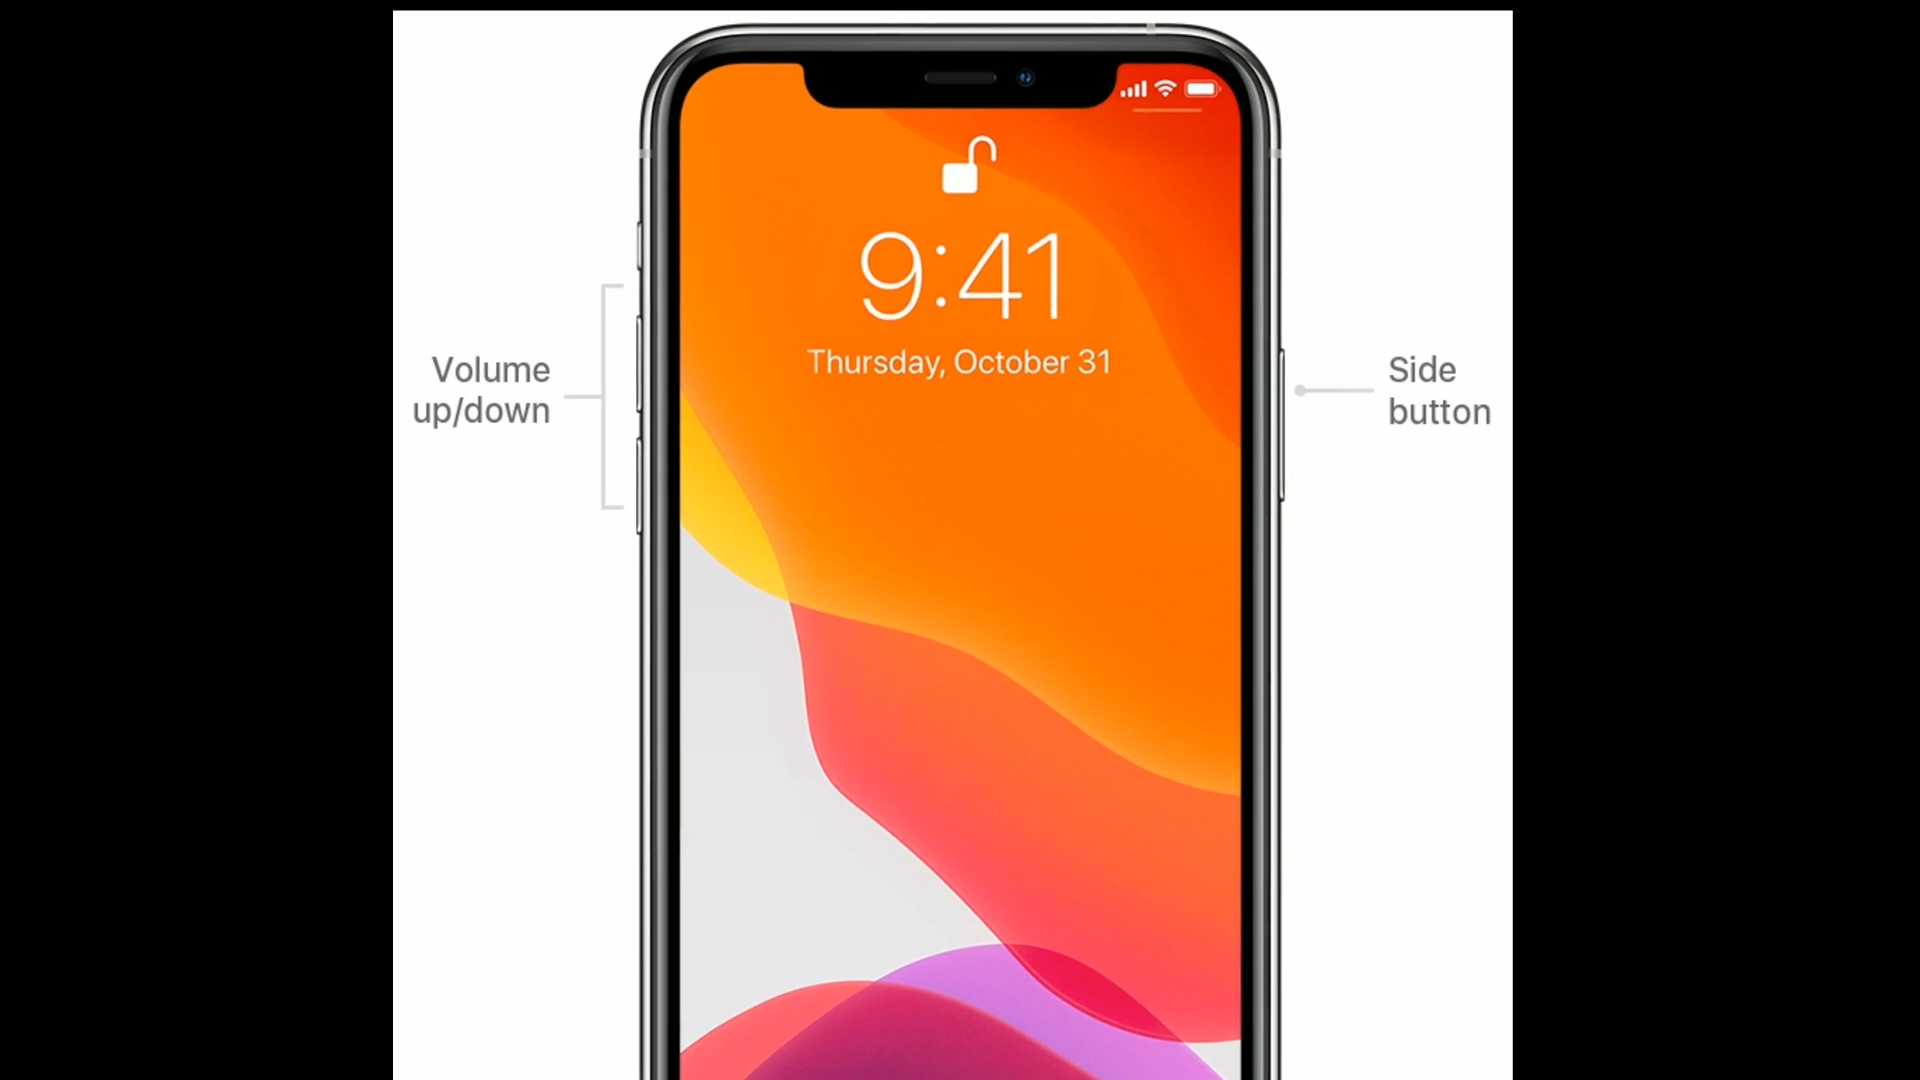 9:41
Thursday, October 31
Volume
up/down
Side
button